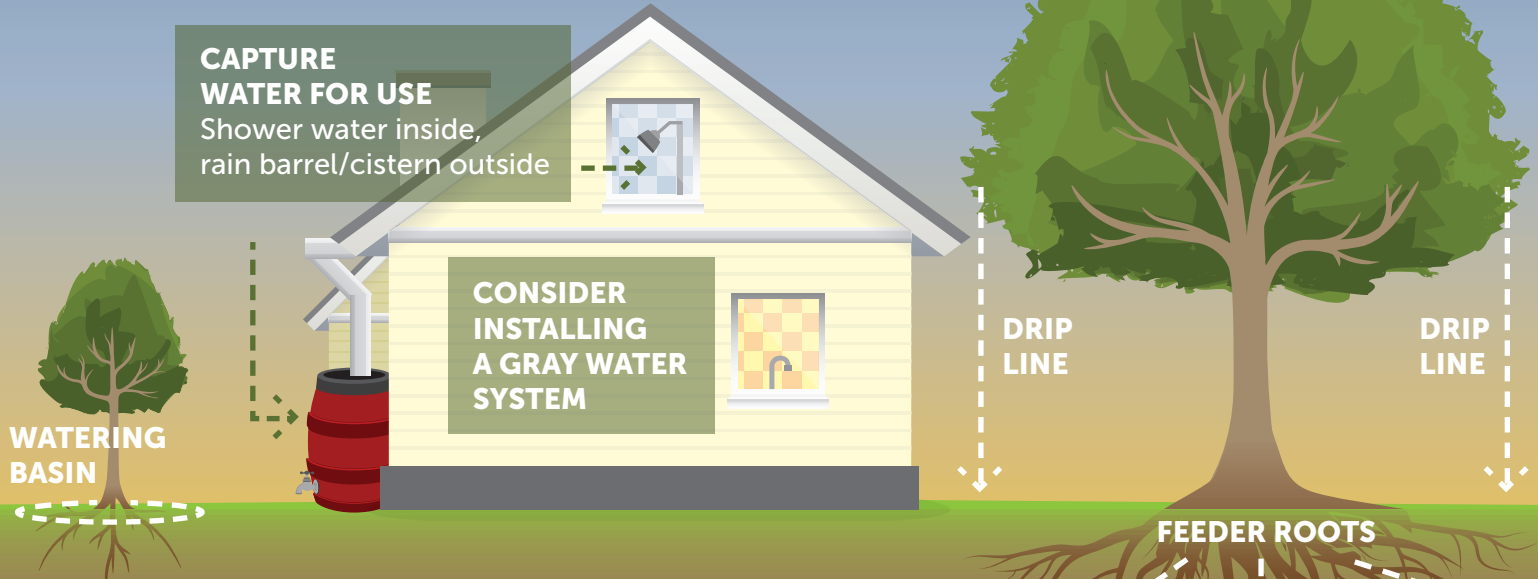 CAPTURE
WATER FOR USE
Shower water inside,
rain barrel/cistern outside
CONSIDER
INSTALLING
A GRAY WATER
SYSTEM
WATERING
BASIN
DRIP
LINE
DRIP
LINE
FEEDER ROOTS